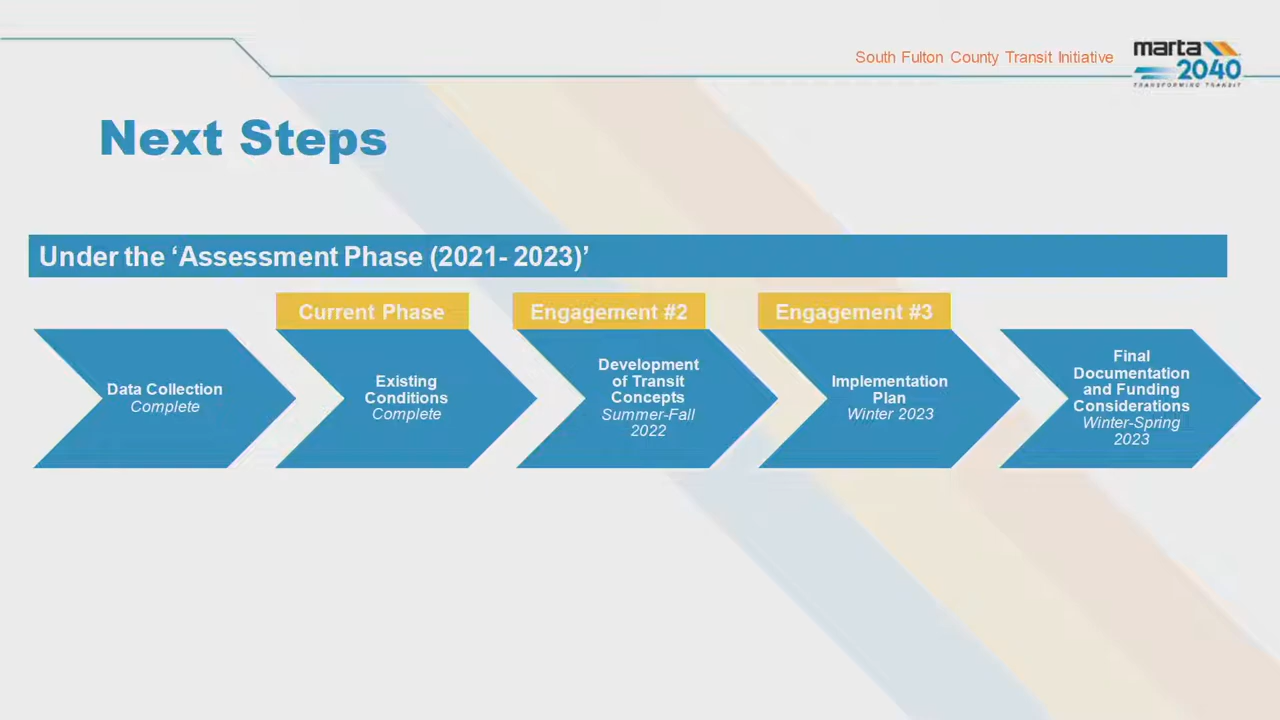 South Fulton County Transit Initiative
marta
2040
TRANSFORMING TRANSIT
Next Steps
Under the ‘Assessment Phase (2021- 2023)’
Current Phase
Engagement #2
Engagement #3
Data Collection
Complete
Existing
Conditions
Complete
Development
of Transit
Concepts
Summer-Fall
2022
Implementation
Plan
Winter 2023
Final
Documentation
and Funding
Considerations
Winter-Spring
2023